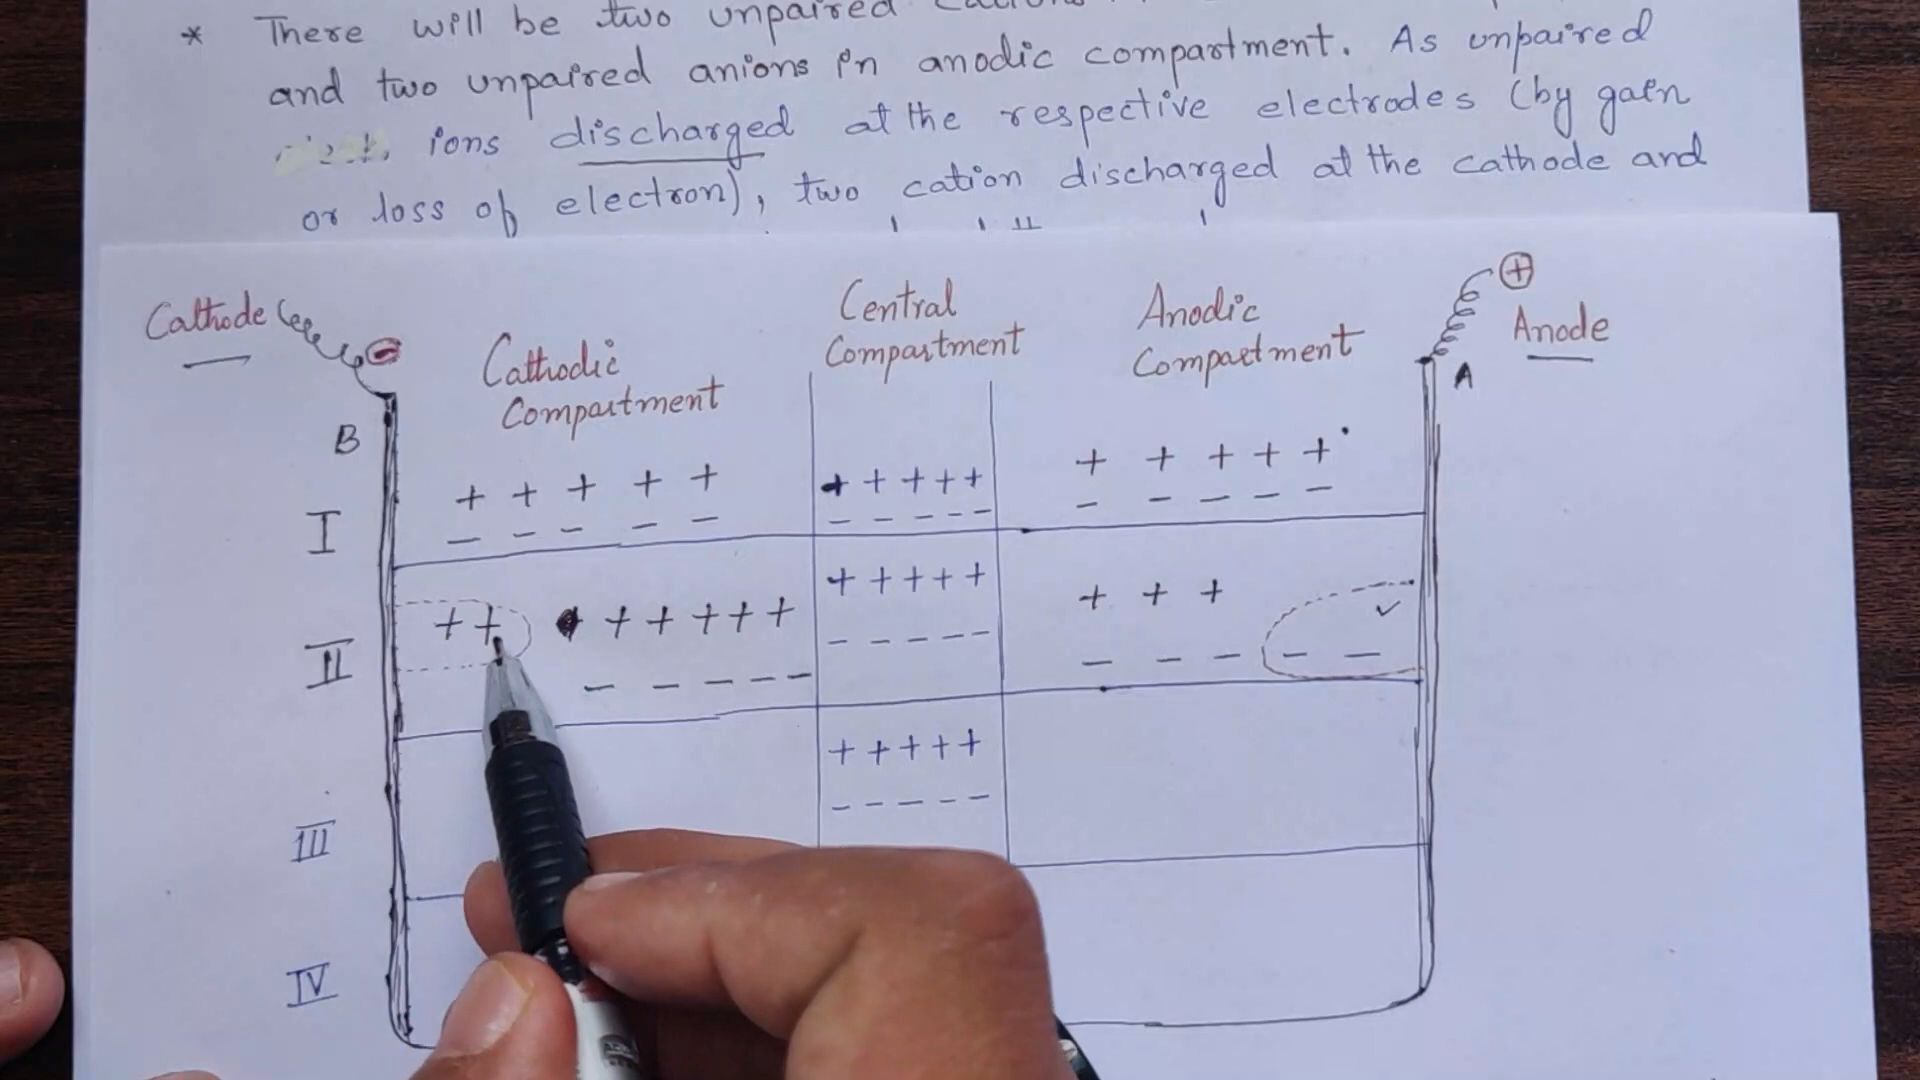 * There will be two unpaired
and two unpaired anions in anodic compartment. As unpaired
ions discharged at the respective electrodes (by gain
or loss of electron), two cation discharged at the cathode and
Cathode
Cathodic
Compartment
Central
Compartment
Anodic
Compartment
+
Anode
A
B
I
+ + + + +
- - - - -
+ + + + +
- - - - -
+ + + + +
- - - - -
II
+ + + + + + +
- - - - -
+ + + + +
- - - - -
+ + +
- - - - -
✓
III
+ + + + +
- - - - -
IV